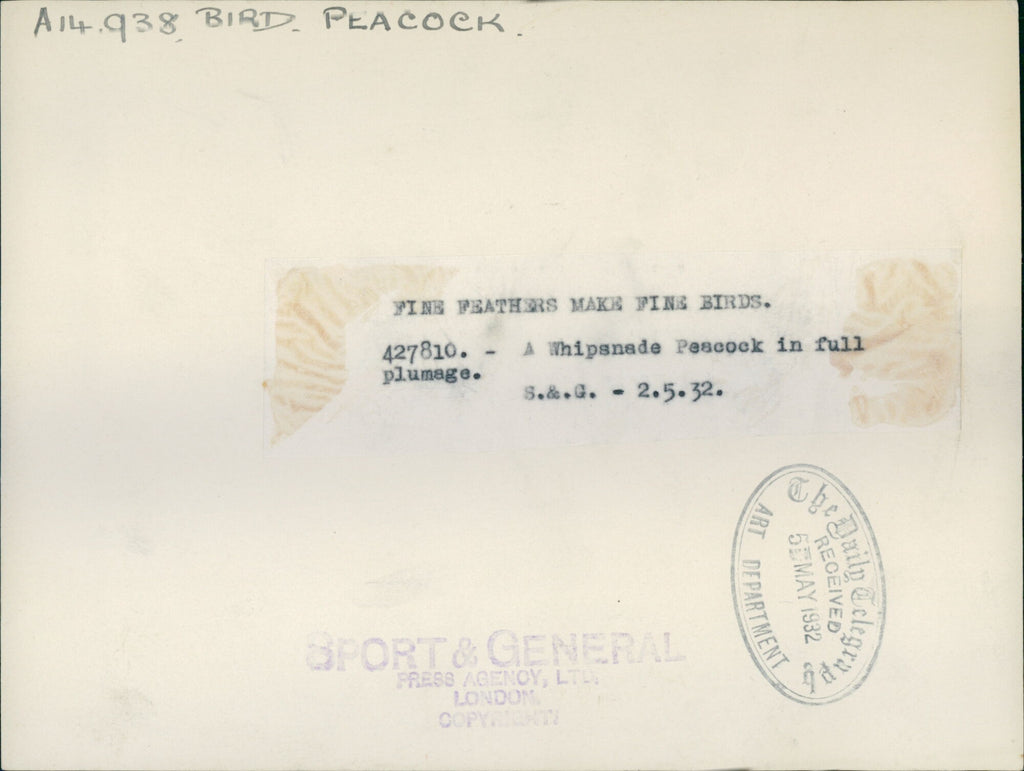 A14.938. BIRD. PEACOCK.
FINE FEATHERS MAKE FINE BIRDS.
427810. - A Whipsnade Peacock in full
plumage.
S.&.G. - 2.5.32.
The Daily Telegraph
RECEIVED
5 MAY 1932
ART DEPARTMENT
SPORT & GENERAL
PRESS AGENCY, LTD.
LONDON.
COPYRIGHT